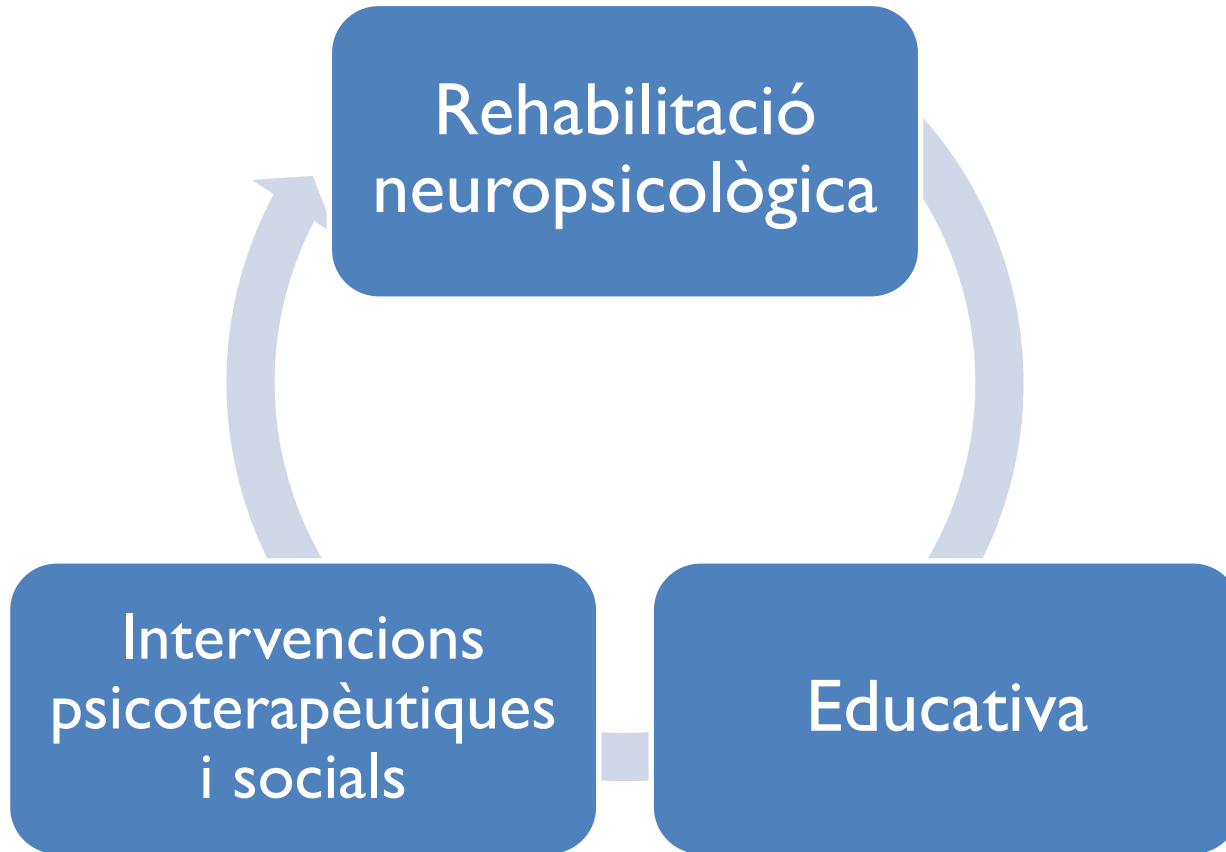 Rehabilitació
neuropsicològica
Intervencions
psicoterapèutiques
i socials
Educativa